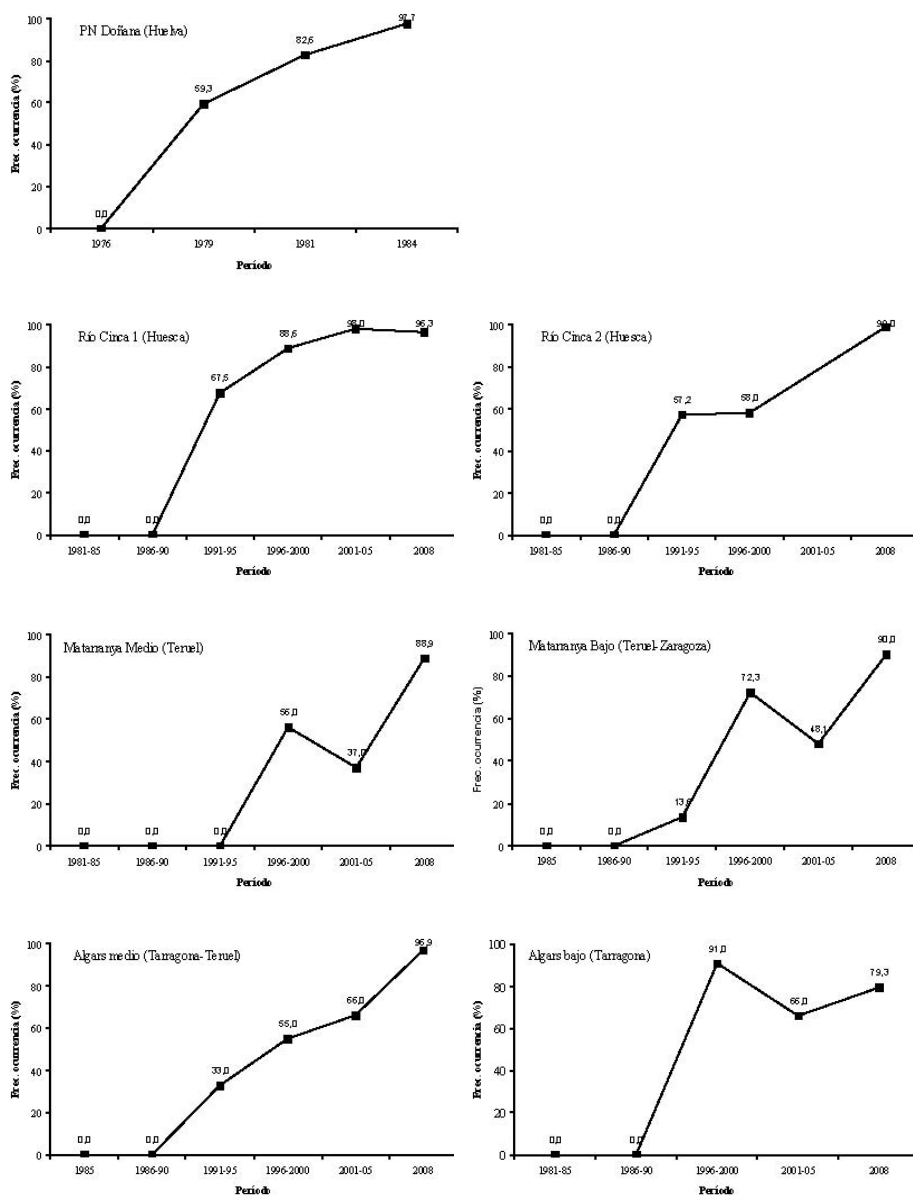 PN Doñana (Huelva)
Frec. ocurrencia (%)
100
80
60
40
20
0
0,0
59,3
82,6
97,7
1976 1979 1981 1984
Período
Río Cinca 1 (Huesca)
Frec. ocurrencia (%)
100
80
60
40
20
0
0,0 0,0 67,5 88,6 98,0 96,3
1981-85 1986-90 1991-95 1996-2000 2001-05 2008
Período
Río Cinca 2 (Huesca)
Frec. ocurrencia (%)
100
80
60
40
20
0
0,0 0,0 57,2 58,0
1981-85 1986-90 1991-95 1996-2000 2001-05 2008
Período
Matarranya Medio (Teruel)
Frec. ocurrencia (%)
100
80
60
40
20
0
0,0 0,0 0,0 56,0 37,0 88,9
1981-85 1986-90 1991-95 1996-2000 2001-05 2008
Período
Matarranya Bajo (Teruel-Zaragoza)
Frec. ocurrencia (%)
100
80
60
40
20
0
0,0 0,0 72,3 48,1 90,0
1985 1986-90 1991-95 1996-2000 2001-05 2008
Período
Algars medio (Tarragona-Teruel)
Frec. ocurrencia (%)
100
80
60
40
20
0
0,0 0,0 33,0 55,0 66,0 96,9
1985 1986-90 1991-95 1996-2000 2001-05 2008
Período
Algars bajo (Tarragona)
Frec. ocurrencia (%)
100
80
60
40
20
0
0,0 0,0 91,0 66,0 79,3
1981-85 1986-90 1996-2000 2001-05 2008
Período